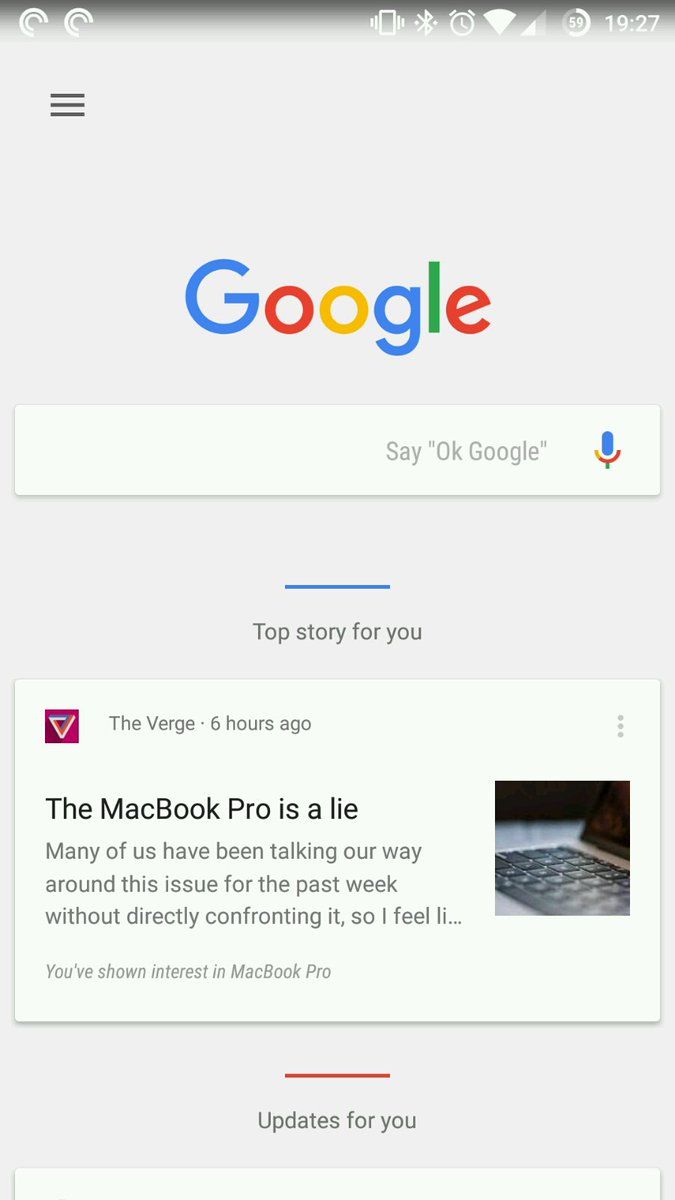 59 19:27
Google
Say "Ok Google"
Top story for you
The Verge · 6 hours ago
The MacBook Pro is a lie
Many of us have been talking our way
around this issue for the past week
without directly confronting it, so I feel li...
You've shown interest in MacBook Pro
Updates for you